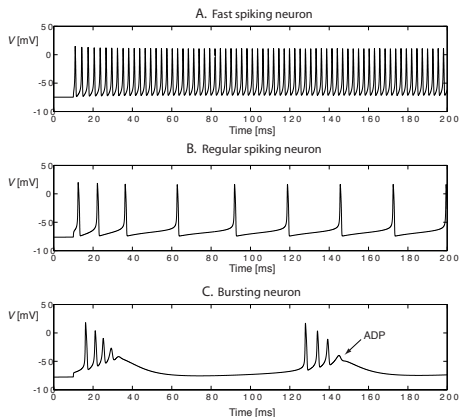 A. Fast spiking neuron
V [mV]
50
0
-50
-100
0 20 40 60 80 100 120 140 160 180 200
Time [ms]
B. Regular spiking neuron
V [mV]
50
0
-50
-100
0 20 40 60 80 100 120 140 160 180 200
Time [ms]
C. Bursting neuron
V [mV]
50
0
-50
-100
ADP
0 20 40 60 80 100 120 140 160 180 200
Time [ms]